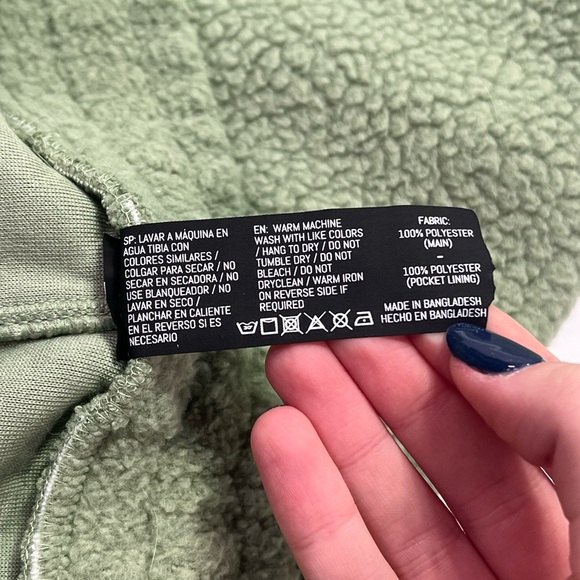 SP: LAVAR A MÁQUINA EN
AGUA TIBIA CON
COLORES SIMILARES /
COLGAR PARA SECAR / NO
SECAR EN SECADORA / NO
USE BLANQUEADOR / NO
LAVAR EN SECO /
PLANCHAR EN CALIENTE
EN EL REVERSO SI ES
NECESARIO
EN: WARM MACHINE
WASH WITH LIKE COLORS
/ HANG TO DRY / DO NOT
TUMBLE DRY / DO NOT
BLEACH / DO NOT
DRYCLEAN / WARM IRON
ON REVERSE SIDE IF
REQUIRED
FABRIC:
100% POLYESTER
(MAIN)
-
100% POLYESTER
(POCKET LINING)
MADE IN BANGLADESH
HECHO EN BANGLADESH